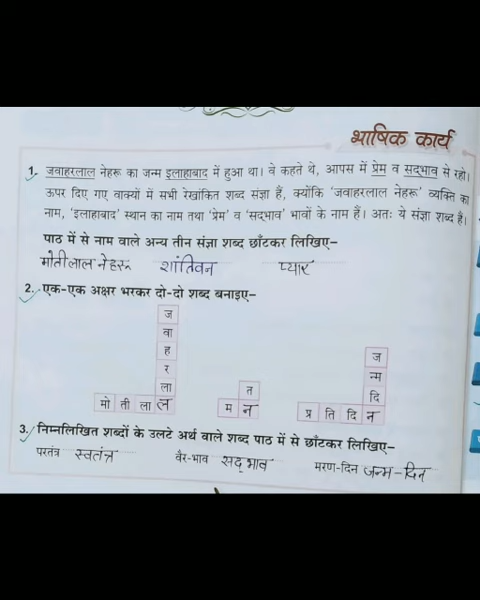 भाषिक कार्य
1. जवाहरलाल नेहरू का जन्म इलाहाबाद में हुआ था। वे कहते थे, आपस में प्रेम व सद्भाव से रहो।
ऊपर दिए गए वाक्यों में सभी रेखांकित शब्द संज्ञा हैं, क्योंकि 'जवाहरलाल नेहरू' व्यक्ति का
नाम, 'इलाहाबाद' स्थान का नाम तथा 'प्रेम' व 'सद्भाव' भावों के नाम हैं। अतः ये संज्ञा शब्द हैं।
पाठ में से नाम वाले अन्य तीन संज्ञा शब्द छाँटकर लिखिए–
मोतीलाल नेहरू शांतिवन प्यार
2. एक-एक अक्षर भरकर दो-दो शब्द बनाइए–
ज
वा
ह
र
ला
मो ती ला ल
त
म न
ज
न्म
दि
प्र ति दि न
3. निम्नलिखित शब्दों के उलटे अर्थ वाले शब्द पाठ में से छाँटकर लिखिए–
परतंत्र स्वतंत्र वैर-भाव सद्भाव मरण-दिन जन्म-दिन